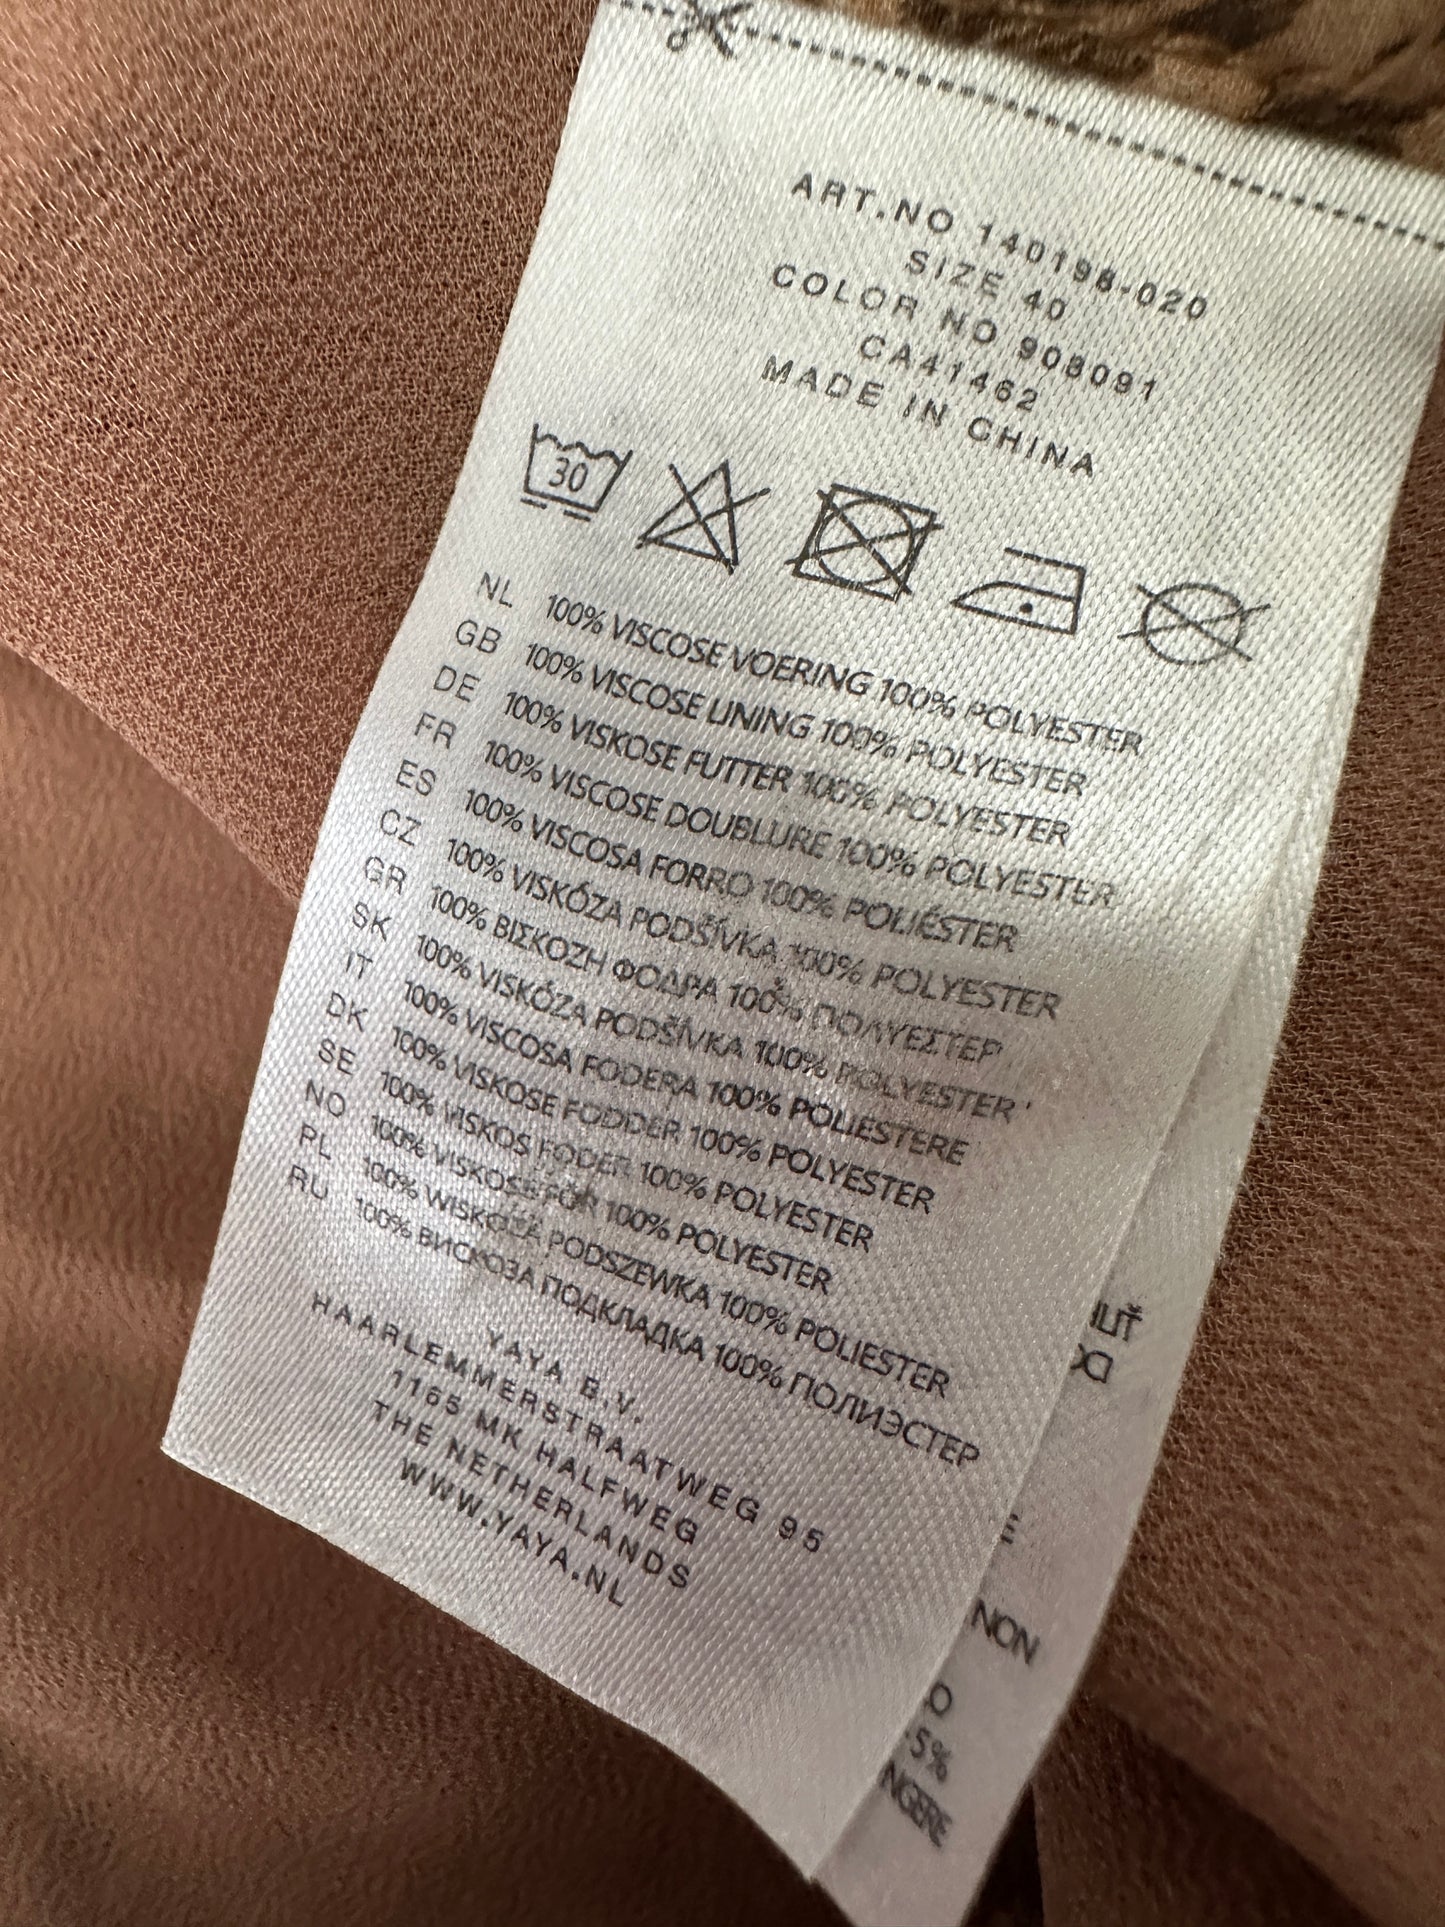 ART.NO 140198-020
SIZE 40
COLOR NO 908091
CA41462
MADE IN CHINA
30
NL 100% VISCOSE VOERING 100% POLYESTER
GB 100% VISCOSE LINING 100% POLYESTER
DE 100% VISKOSE FUTTER 100% POLYESTER
FR 100% VISCOSE DOUBLURE 100% POLYESTER
ES 100% VISCOSA FORRO 100% POLIÉSTER
CZ 100% VISKÓZA PODŠÍVKA 100% POLYESTER
GR 100% ΒΙΣΚΟΖΗ ΦΟΔΡΑ 100% ΠΟΛΥΕΣΤΕΡ
SK 100% VISKÓZA PODŠÍVKA 100% POLYESTER
IT 100% VISCOSA FODERA 100% POLIESTERE
DK 100% VISKOSE FODDER 100% POLYESTER
SE 100% VISKOS FODER 100% POLYESTER
NO 100% VISKOSE FÔR 100% POLYESTER
PL 100% WISKOZA PODSZEWKA 100% POLIESTER
RU 100% ВИСКОЗА ПОДКЛАДКА 100% ПОЛИЭСТЕР
YAYA B.V.
HAARLEMMERSTRAATWEG 95
1165 MK HALFWEG
THE NETHERLANDS
WWW.YAYA.NL
NON
5%
NGERE